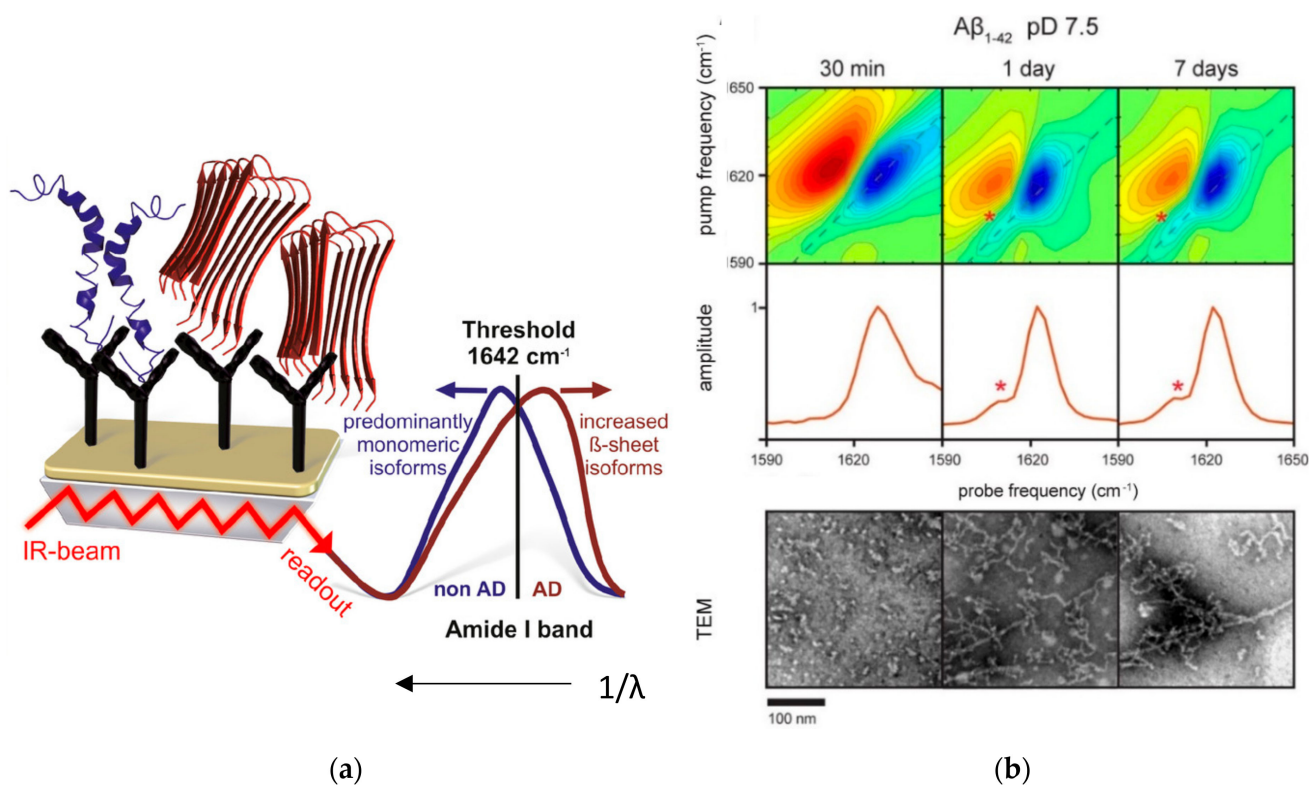 Threshold
1642 cm⁻¹
predominantly
monomeric
isoforms
increased
ß-sheet
isoforms
IR-beam
readout
non AD
AD
Amide I band
1/λ
(a)
Aβ₁₋₄₂ pD 7.5
30 min
1 day
7 days
pump frequency (cm⁻¹)
1650
1620
1590
*
*
amplitude
1
*
*
1590
1620
1590
1620
1590
1620
1650
probe frequency (cm⁻¹)
TEM
100 nm
(b)